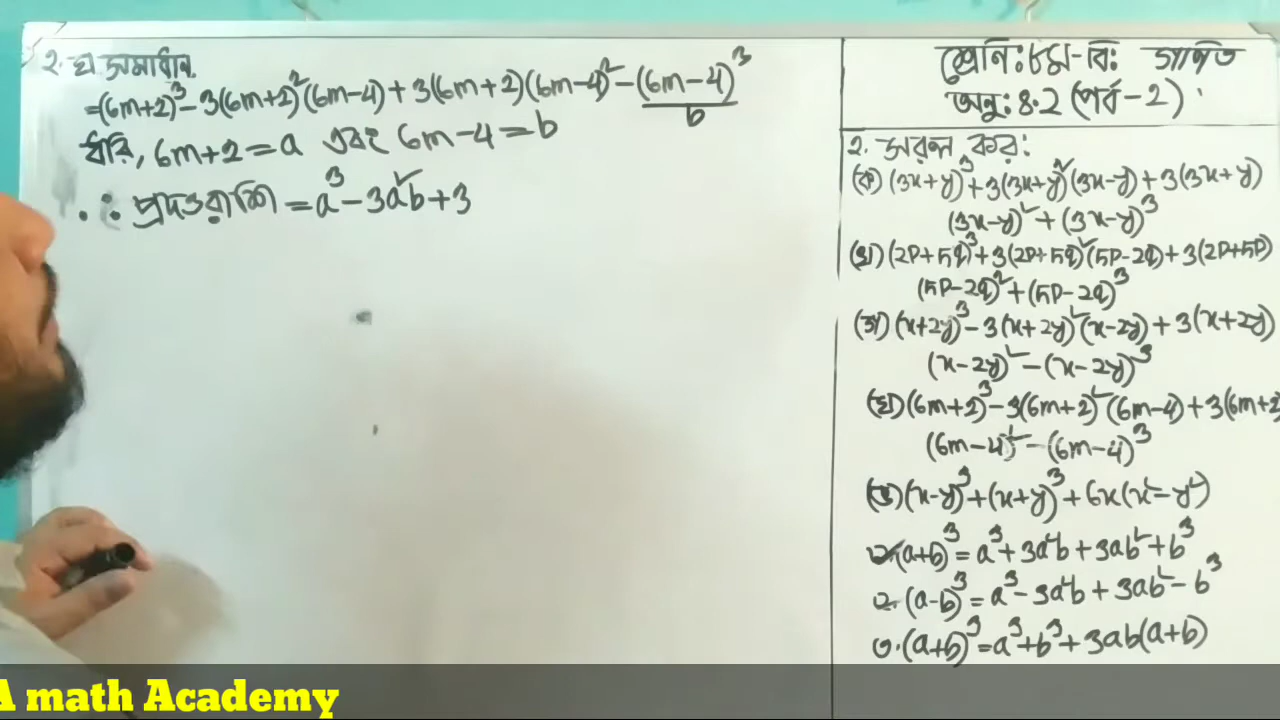 ২. ঘ সমাধান.
=(6m+2)³-3(6m+2)²(6m-4)+3(6m+2)(6m-4)²-(6m-4)³
b
ধরি, 6m+2=a এবং 6m-4=b
∴ প্রদত্তরাশি =a³-3a²b+3
শ্রেণি:৮ম-বি: গণিত
অনু:৪.২ (পর্ব-2)
২. সরল কর:
(ক) (3x+y)³+3(3x+y)²(3x-y)+3(3x+y)
(3x-y)²+(3x-y)³
(খ) (2P+5q)³+3(2P+5q)²(5P-2q)+3(2P+5P)
(5P-2q)²+(5P-2q)³
(গ) (x+2y)³-3(x+2y)²(x-2y)+3(x+2y)
(x-2y)²-(x-2y)³
(ঘ) (6m+2)³-3(6m+2)²(6m-4)+3(6m+2
(6m-4)²-(6m-4)³
(ঙ) (x-y)³+(x+y)³+6x(x²-y²)
১.(a+b)³=a³+3a²b+3ab²+b³
২.(a-b)³=a³-3a²b+3ab²-b³
৩.(a+b)³=a³+b³+3ab(a+b)
A math Academy